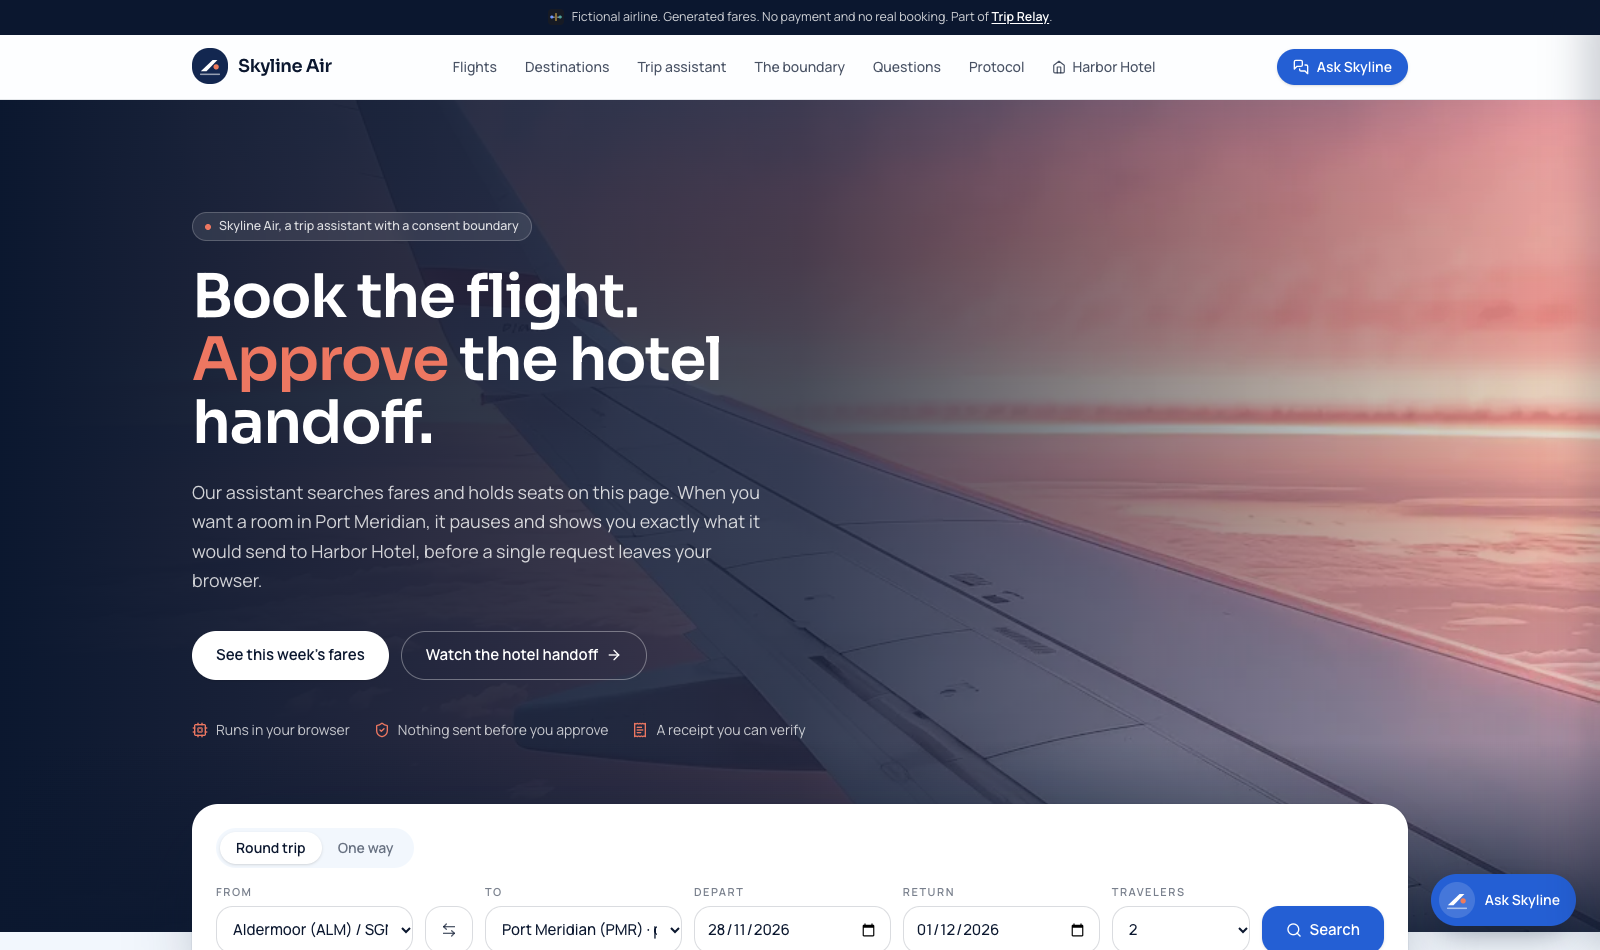 Fictional airline. Generated fares. No payment and no real booking. Part of Trip Relay.
Skyline Air
Flights
Destinations
Trip assistant
The boundary
Questions
Protocol
Harbor Hotel
Ask Skyline
Skyline Air, a trip assistant with a consent boundary
Book the flight.
Approve the hotel
handoff.
Our assistant searches fares and holds seats on this page. When you
want a room in Port Meridian, it pauses and shows you exactly what it
would send to Harbor Hotel, before a single request leaves your
browser.
See this week's fares
Watch the hotel handoff
Runs in your browser
Nothing sent before you approve
A receipt you can verify
Round trip
One way
FROM
TO
DEPART
RETURN
TRAVELERS
Aldermoor (ALM) / SGN
Port Meridian (PMR) ·
28/11/2026
01/12/2026
2
Search
Ask Skyline